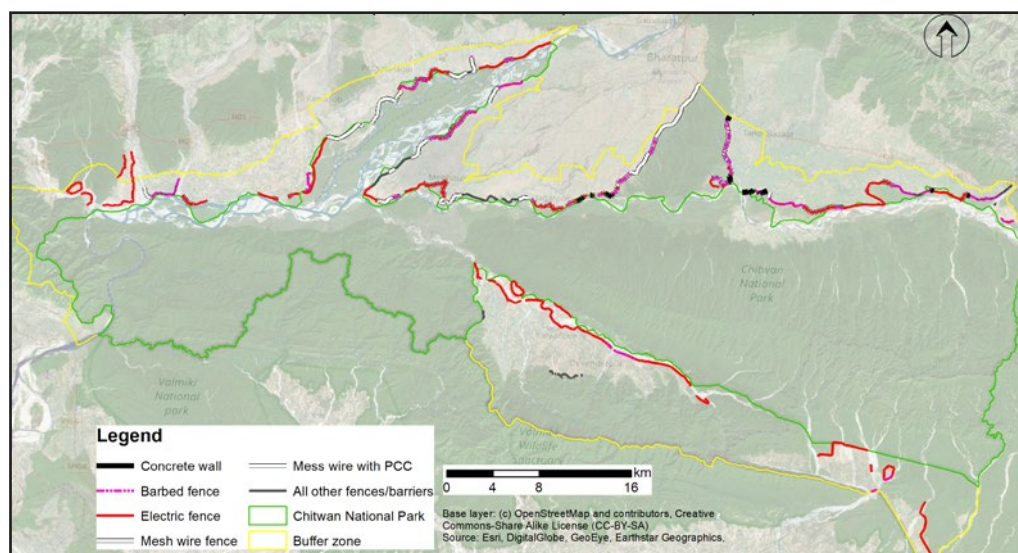 Bharatpur
Chitwan
National
Park
Valmiki
National
park
Wildlife
Sanctuary
Legend
Concrete wall
Barbed fence
Electric fence
Mesh wire fence
Mess wire with PCC
All other fences/barriers
Chitwan National Park
Buffer zone
km
0 4 8 16
Base layer: (c) OpenStreetMap and contributors, Creative
Commons-Share Alike License (CC-BY-SA)
Source: Esri, DigitalGlobe, GeoEye, Earthstar Geographics,